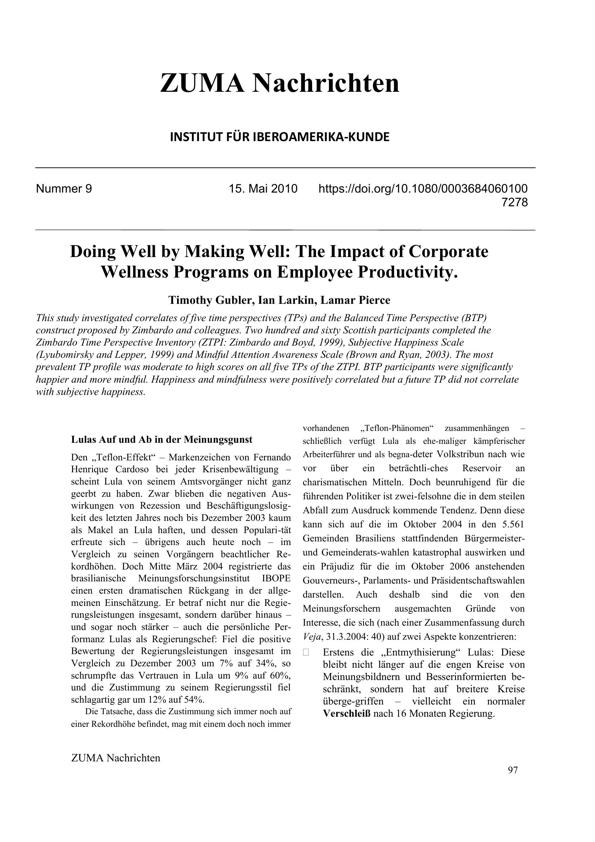 ZUMA Nachrichten
INSTITUT FÜR IBEROAMERIKA-KUNDE
Nummer 9 15. Mai 2010 https://doi.org/10.1080/0003684060100
7278
Doing Well by Making Well: The Impact of Corporate
Wellness Programs on Employee Productivity.
Timothy Gubler, Ian Larkin, Lamar Pierce
This study investigated correlates of five time perspectives (TPs) and the Balanced Time Perspective (BTP)
construct proposed by Zimbardo and colleagues. Two hundred and sixty Scottish participants completed the
Zimbardo Time Perspective Inventory (ZTPI: Zimbardo and Boyd, 1999), Subjective Happiness Scale
(Lyubomirsky and Lepper, 1999) and Mindful Attention Awareness Scale (Brown and Ryan, 2003). The most
prevalent TP profile was moderate to high scores on all five TPs of the ZTPI. BTP participants were significantly
happier and more mindful. Happiness and mindfulness were positively correlated but a future TP did not correlate
with subjective happiness.
Lulas Auf und Ab in der Meinungsgunst
Den „Teflon-Effekt“ – Markenzeichen von Fernando
Henrique Cardoso bei jeder Krisenbewältigung –
scheint Lula von seinem Amtsvorgänger nicht ganz
geerbt zu haben. Zwar blieben die negativen Aus-
wirkungen von Rezession und Beschäftigungslosig-
keit des letzten Jahres noch bis Dezember 2003 kaum
als Makel an Lula haften, und dessen Populari-tät
erfreute sich – übrigens auch heute noch – im
Vergleich zu seinen Vorgängern beachtlicher Re-
kordhöhen. Doch Mitte März 2004 registrierte das
brasilianische Meinungsforschungsinstitut IBOPE
einen ersten dramatischen Rückgang in der allge-
meinen Einschätzung. Er betraf nicht nur die Regie-
rungsleistungen insgesamt, sondern darüber hinaus –
und sogar noch stärker – auch die persönliche Per-
formanz Lulas als Regierungschef: Fiel die positive
Bewertung der Regierungsleistungen insgesamt im
Vergleich zu Dezember 2003 um 7% auf 34%, so
schrumpfte das Vertrauen in Lula um 9% auf 60%,
und die Zustimmung zu seinem Regierungsstil fiel
schlagartig gar um 12% auf 54%.
Die Tatsache, dass die Zustimmung sich immer noch auf
einer Rekordhöhe befindet, mag mit einem doch noch immer
vorhandenen „Teflon-Phänomen“ zusammenhängen –
schließlich verfügt Lula als ehe-maliger kämpferischer
Arbeiterführer und als begna-deter Volkstribun nach wie
vor über ein beträchtli-ches Reservoir an
charismatischen Mitteln. Doch beunruhigend für die
führenden Politiker ist zwei-felsohne die in dem steilen
Abfall zum Ausdruck kommende Tendenz. Denn diese
kann sich auf die im Oktober 2004 in den 5.561
Gemeinden Brasiliens stattfindenden Bürgermeister-
und Gemeinderats-wahlen katastrophal auswirken und
ein Präjudiz für die im Oktober 2006 anstehenden
Gouverneurs-, Parlaments- und Präsidentschaftswahlen
darstellen. Auch deshalb sind die von den
Meinungsforschern ausgemachten Gründe von
Interesse, die sich (nach einer Zusammenfassung durch
Veja, 31.3.2004: 40) auf zwei Aspekte konzentrieren:
Erstens die „Entmythisierung“ Lulas: Diese
bleibt nicht länger auf die engen Kreise von
Meinungsbildnern und Besserinformierten be-
schränkt, sondern hat auf breitere Kreise
überge-griffen – vielleicht ein normaler
Verschleiß nach 16 Monaten Regierung.
ZUMA Nachrichten
97